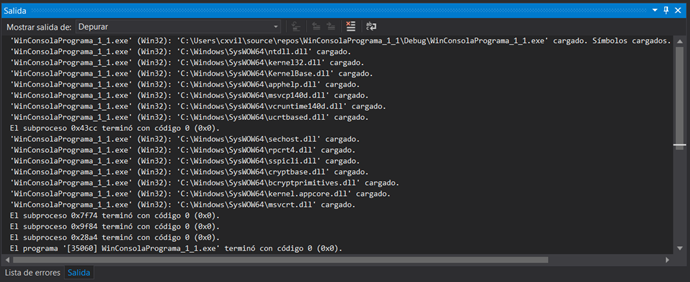 Salida
Mostrar salida de: Depurar
'WinConsolaPrograma_1_1.exe' (Win32): 'C:\Users\cxvil\source\repos\WinConsolaPrograma_1_1\Debug\WinConsolaPrograma_1_1.exe' cargado. Símbolos cargados.
'WinConsolaPrograma_1_1.exe' (Win32): 'C:\Windows\SysWOW64\ntdll.dll' cargado.
'WinConsolaPrograma_1_1.exe' (Win32): 'C:\Windows\SysWOW64\kernel32.dll' cargado.
'WinConsolaPrograma_1_1.exe' (Win32): 'C:\Windows\SysWOW64\KernelBase.dll' cargado.
'WinConsolaPrograma_1_1.exe' (Win32): 'C:\Windows\SysWOW64\apphelp.dll' cargado.
'WinConsolaPrograma_1_1.exe' (Win32): 'C:\Windows\SysWOW64\msvcp140d.dll' cargado.
'WinConsolaPrograma_1_1.exe' (Win32): 'C:\Windows\SysWOW64\vcruntime140d.dll' cargado.
'WinConsolaPrograma_1_1.exe' (Win32): 'C:\Windows\SysWOW64\ucrtbased.dll' cargado.
El subproceso 0x43cc terminó con código 0 (0x0).
'WinConsolaPrograma_1_1.exe' (Win32): 'C:\Windows\SysWOW64\sechost.dll' cargado.
'WinConsolaPrograma_1_1.exe' (Win32): 'C:\Windows\SysWOW64\rpcrt4.dll' cargado.
'WinConsolaPrograma_1_1.exe' (Win32): 'C:\Windows\SysWOW64\sspicli.dll' cargado.
'WinConsolaPrograma_1_1.exe' (Win32): 'C:\Windows\SysWOW64\cryptbase.dll' cargado.
'WinConsolaPrograma_1_1.exe' (Win32): 'C:\Windows\SysWOW64\bcryptprimitives.dll' cargado.
'WinConsolaPrograma_1_1.exe' (Win32): 'C:\Windows\SysWOW64\kernel.appcore.dll' cargado.
'WinConsolaPrograma_1_1.exe' (Win32): 'C:\Windows\SysWOW64\msvcrt.dll' cargado.
El subproceso 0x7f74 terminó con código 0 (0x0).
El subproceso 0x9f84 terminó con código 0 (0x0).
El subproceso 0x28a4 terminó con código 0 (0x0).
El programa '[35060] WinConsolaPrograma_1_1.exe' terminó con código 0 (0x0).
Lista de errores Salida